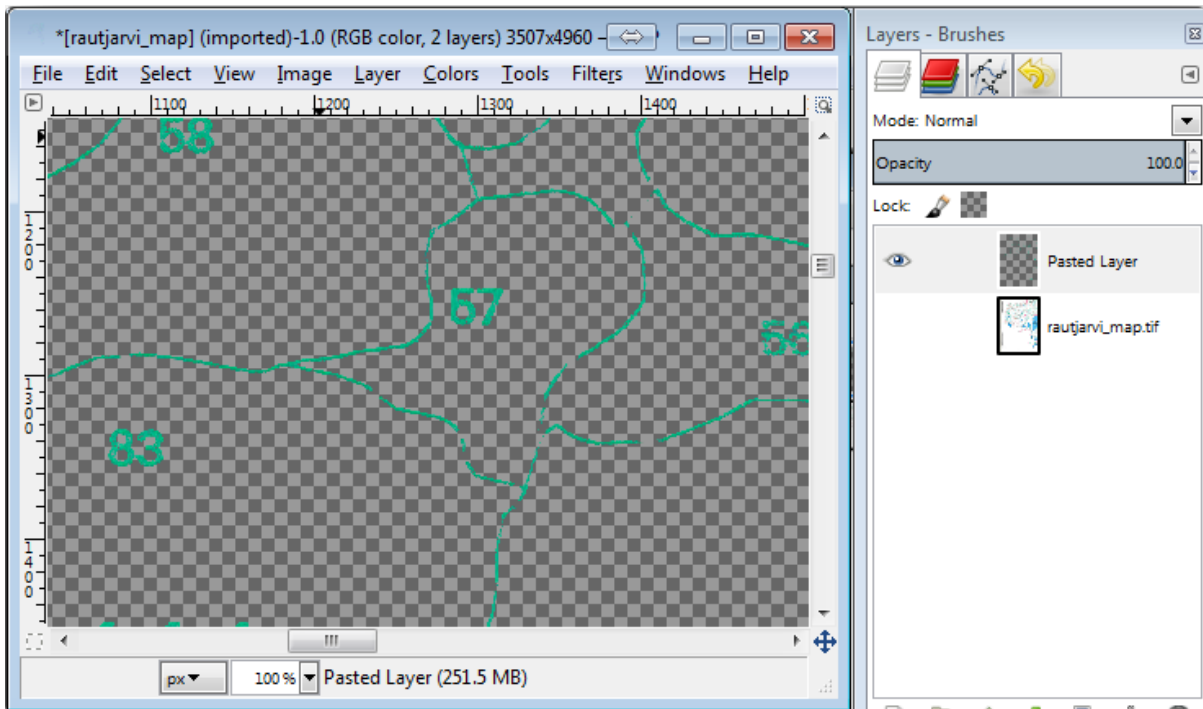 *[rautjarvi_map] (imported)-1.0 (RGB color, 2 layers) 3507x4960 –
File Edit Select View Image Layer Colors Tools Filters Windows Help
1100 1200 1300 1400
1200
1300
1400
58
57
56
83
px 100 % Pasted Layer (251.5 MB)
Layers - Brushes
Mode: Normal
Opacity 100.0
Lock:
Pasted Layer
rautjarvi_map.tif